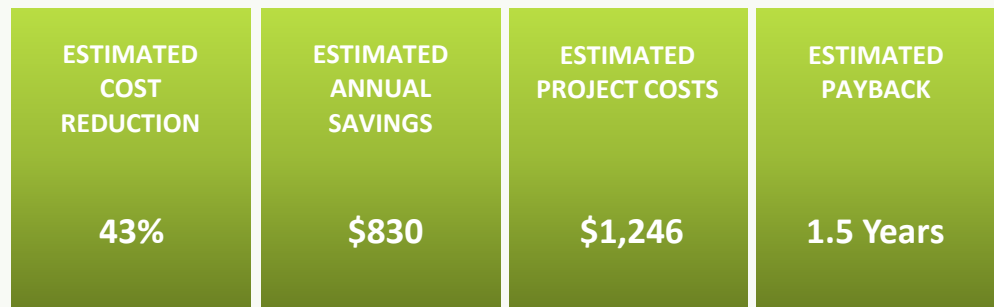 ESTIMATED
COST
REDUCTION
43%
ESTIMATED
ANNUAL
SAVINGS
$830
ESTIMATED
PROJECT COSTS
$1,246
ESTIMATED
PAYBACK
1.5 Years